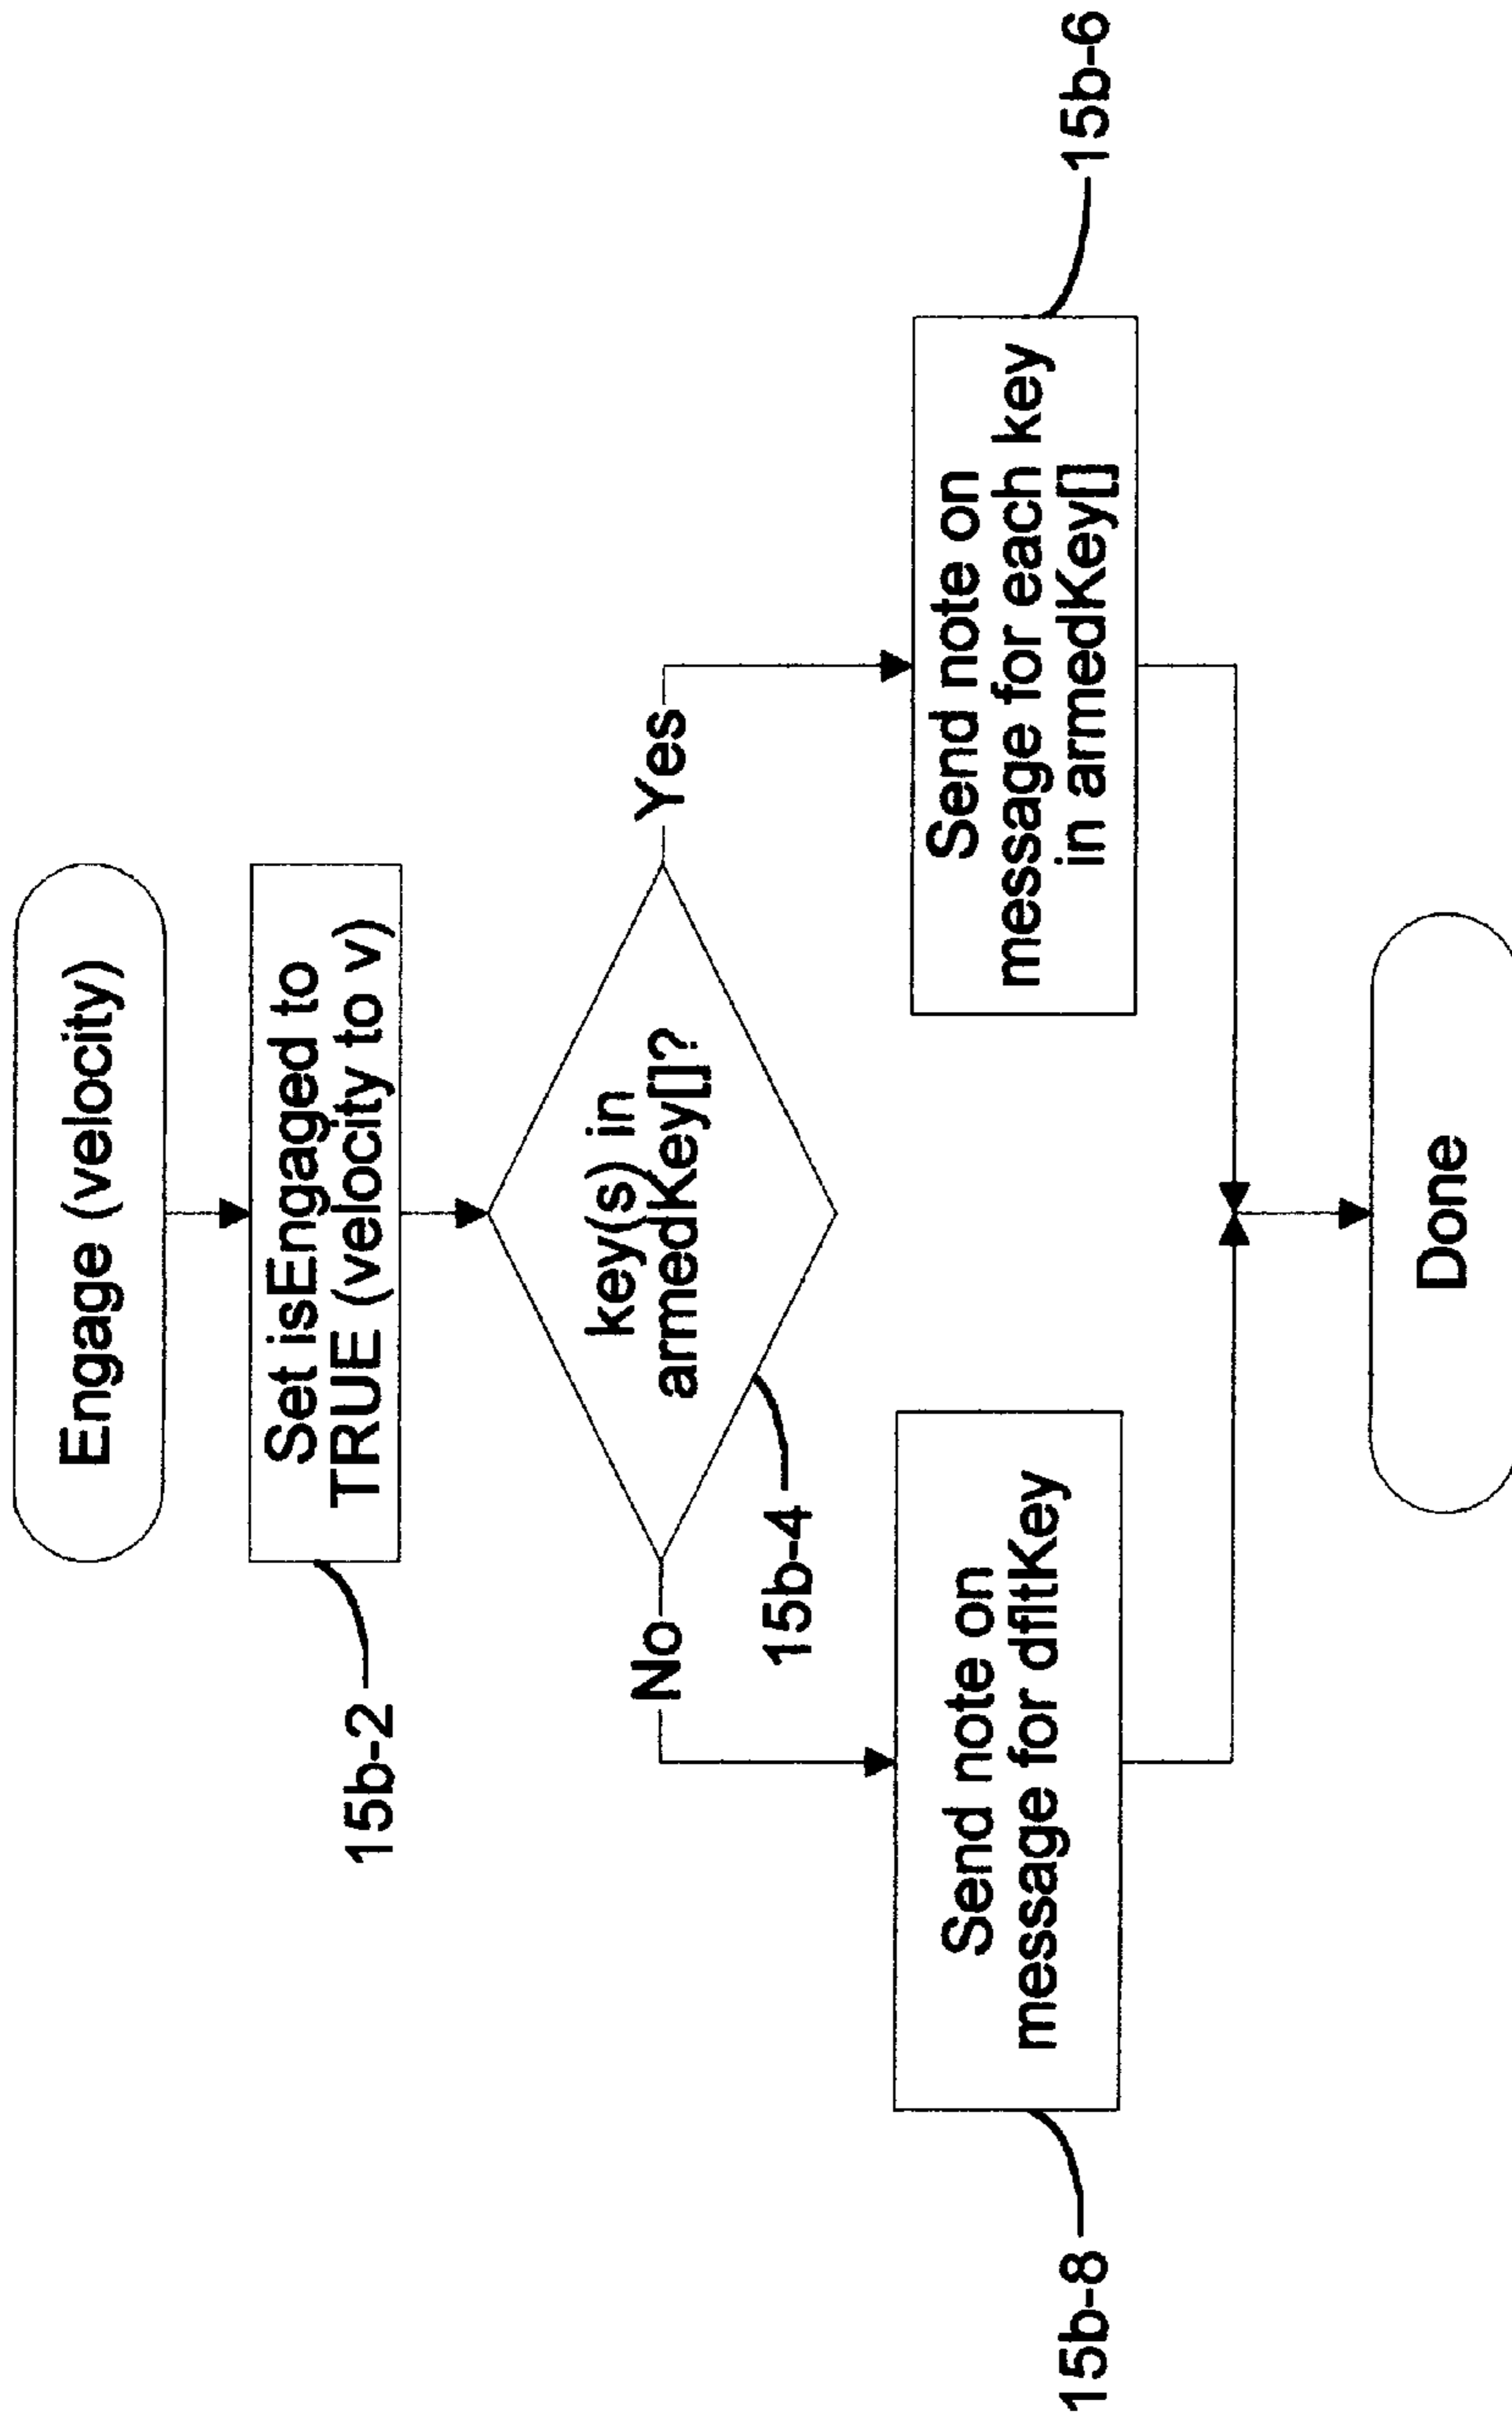 Engage (velocity)
Set isEngaged to
TRUE (velocity to v)
15b-2
key(s) in
armedKey[]?
No
Yes
15b-4
Send note on
message for dfltKey
15b-8
Send note on
message for each key
in armedKey[]
15b-6
Done